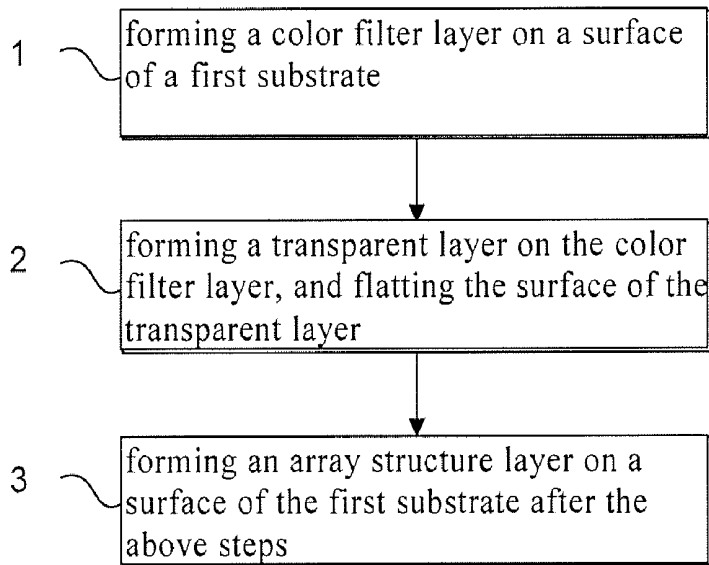 1
forming a color filter layer on a surface
of a first substrate
2
forming a transparent layer on the color
filter layer, and flatting the surface of the
transparent layer
3
forming an array structure layer on a
surface of the first substrate after the
above steps